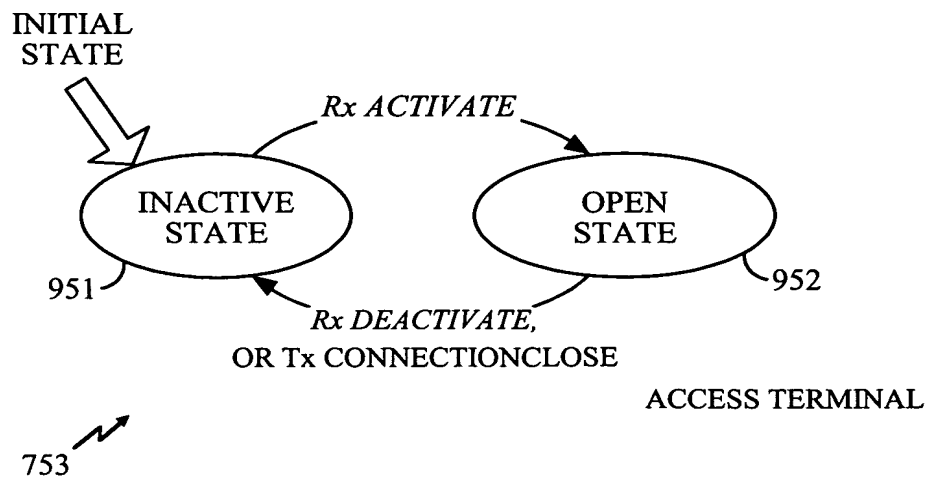 INITIAL
STATE
Rx ACTIVATE
INACTIVE
STATE
OPEN
STATE
951
952
Rx DEACTIVATE,
OR Tx CONNECTIONCLOSE
ACCESS TERMINAL
753